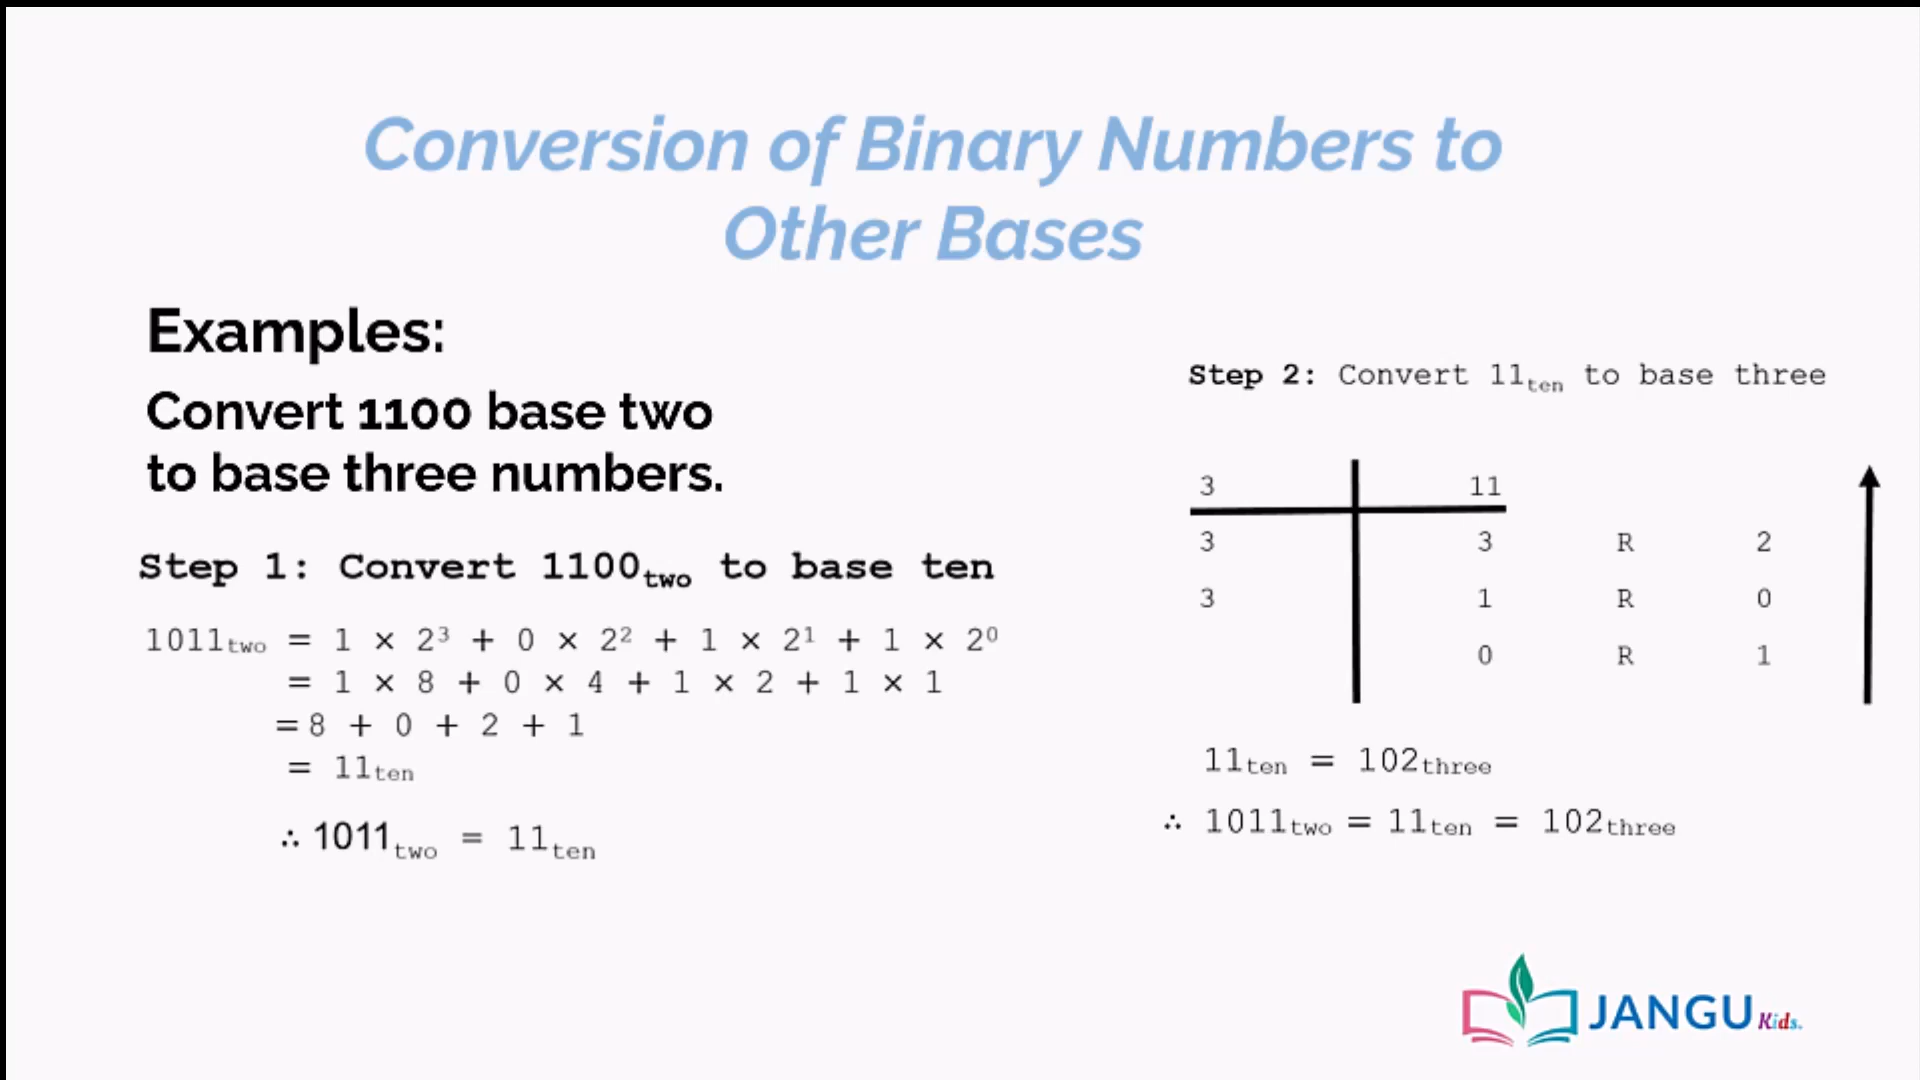 Conversion of Binary Numbers to
Other Bases
Examples:
Convert 1100 base two
to base three numbers.
Step 1: Convert 1100two to base ten
1011two = 1 × 2³ + 0 × 2² + 1 × 2¹ + 1 × 2⁰
= 1 × 8 + 0 × 4 + 1 × 2 + 1 × 1
= 8 + 0 + 2 + 1
= 11ten
∴ 1011two = 11ten
Step 2: Convert 11ten to base three
3 11
3 3 R 2
3 1 R 0
0 R 1
11ten = 102three
∴ 1011two = 11ten = 102three
JANGU Kids.